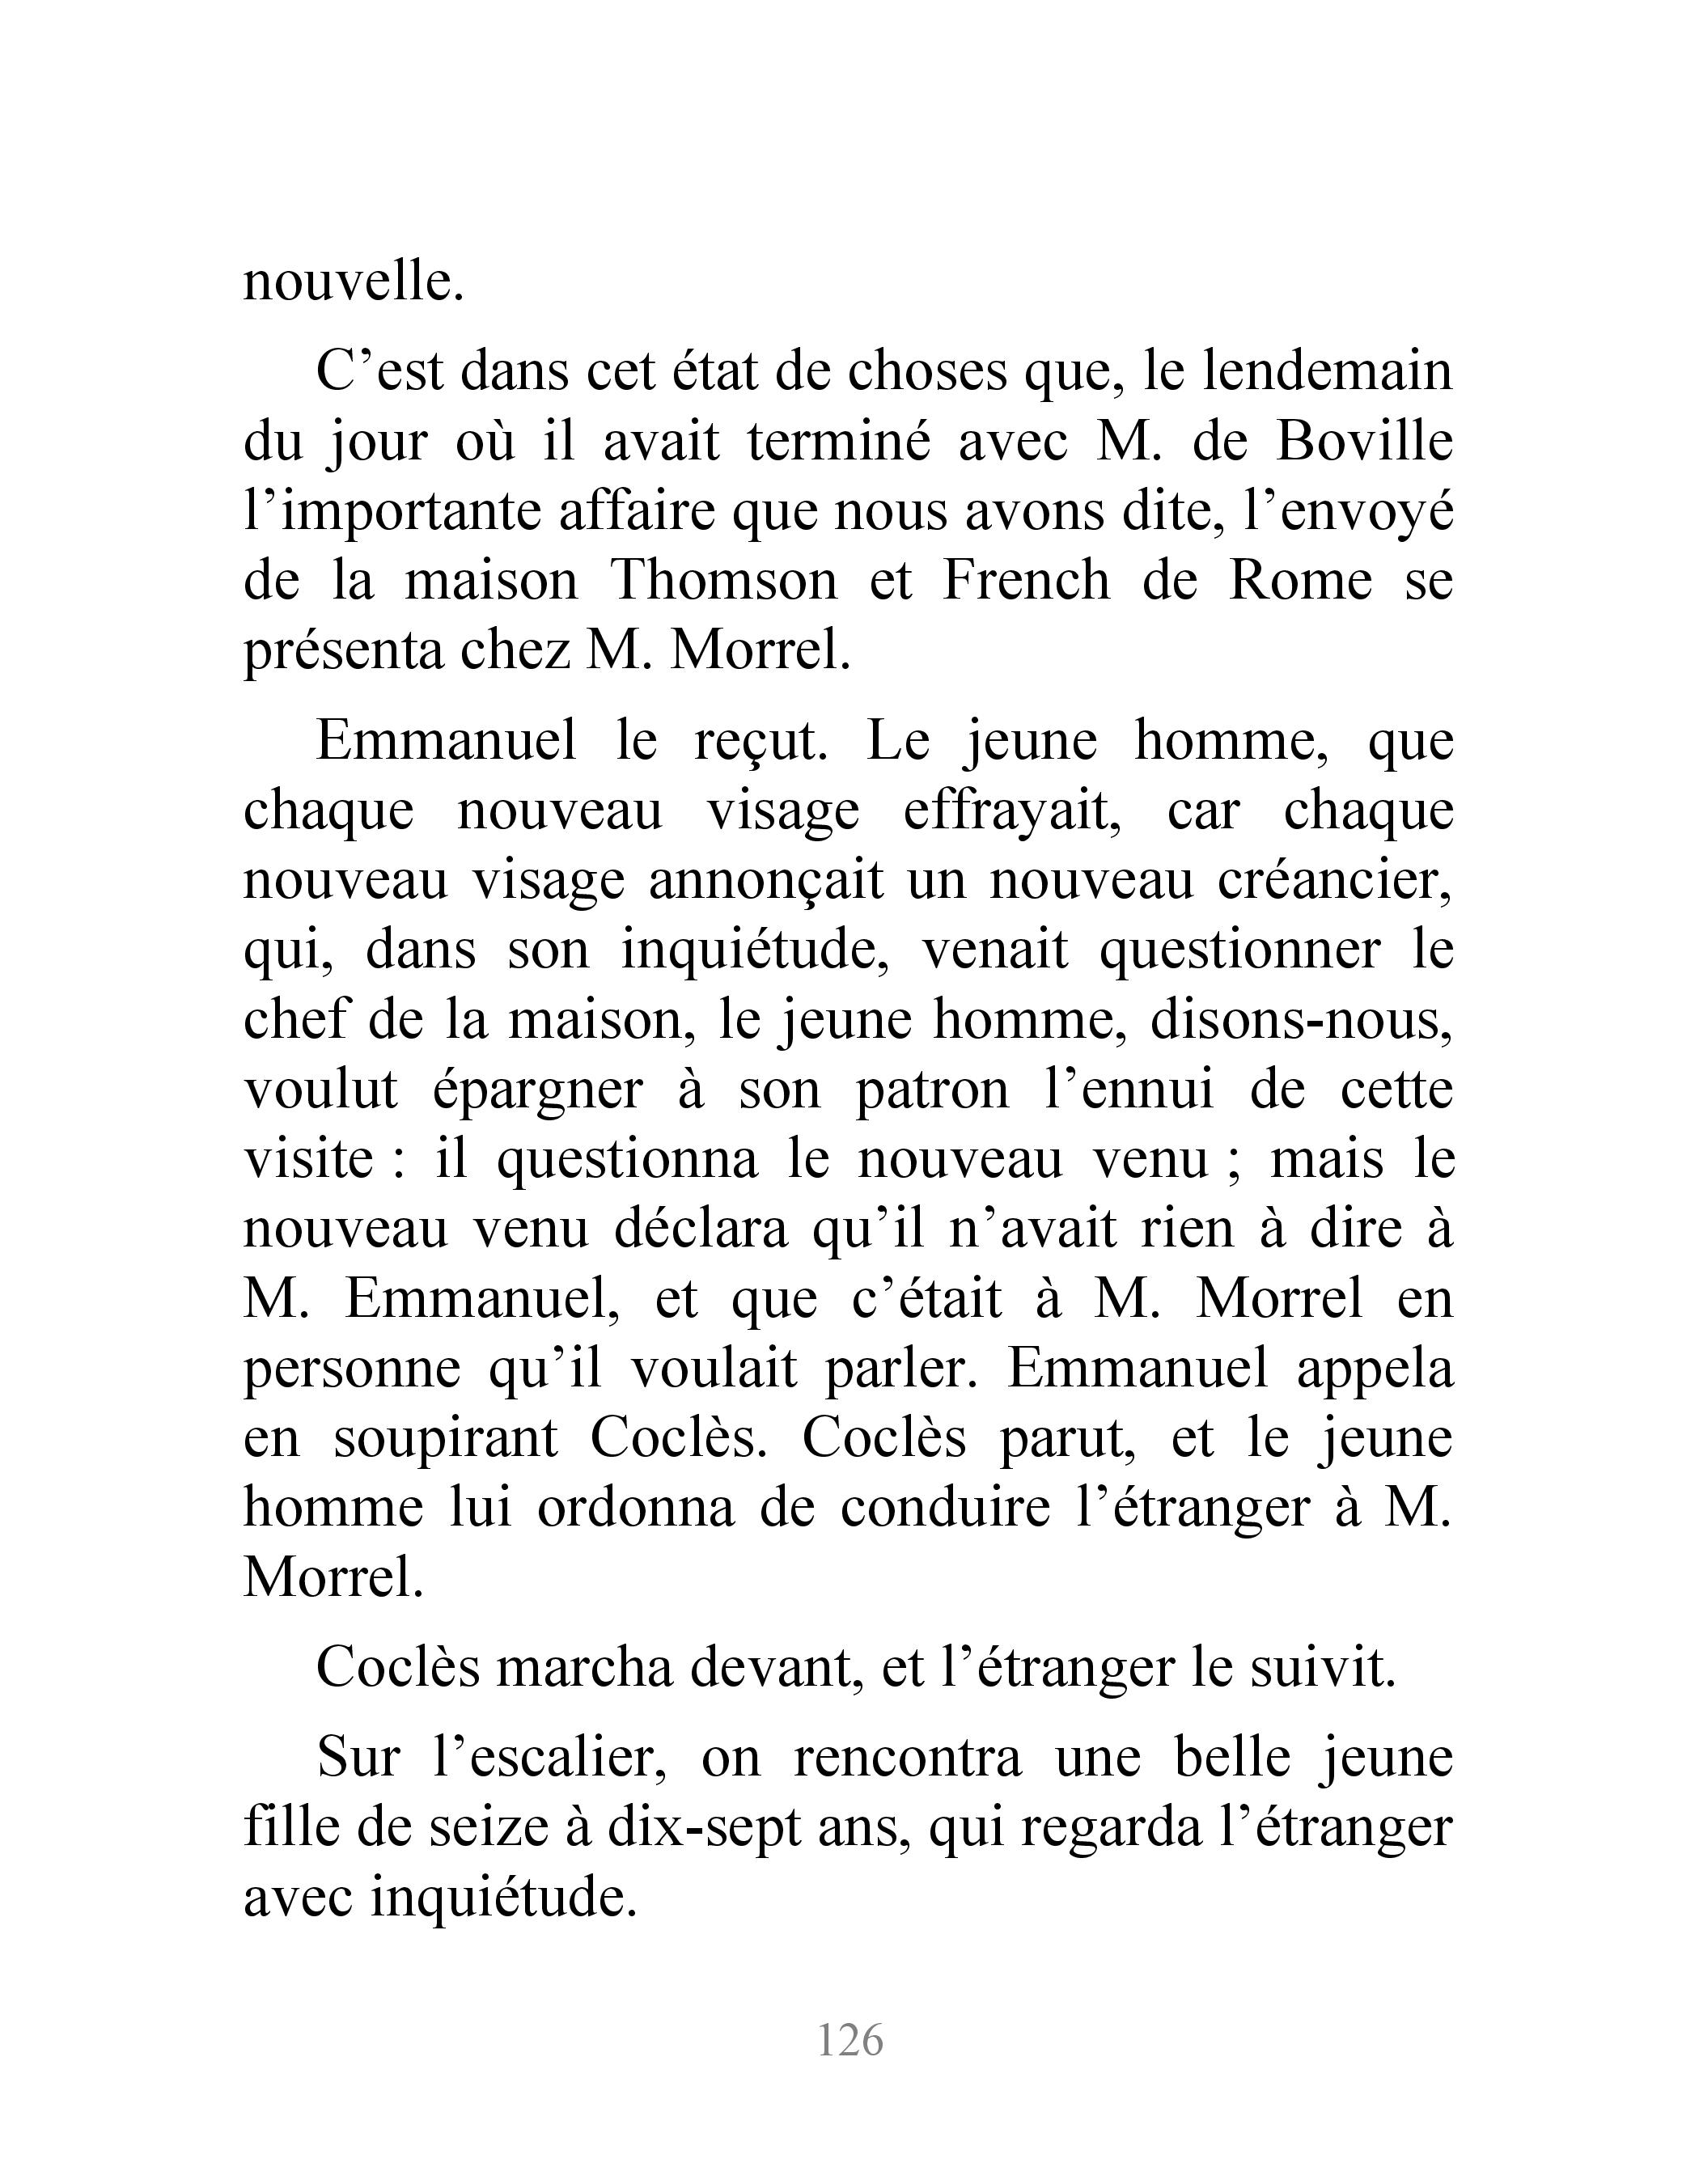 nouvelle.
C’est dans cet état de choses que, le lendemain
du jour où il avait terminé avec M. de Boville
l’importante affaire que nous avons dite, l’envoyé
de la maison Thomson et French de Rome se
présenta chez M. Morrel.
Emmanuel le reçut. Le jeune homme, que
chaque nouveau visage effrayait, car chaque
nouveau visage annonçait un nouveau créancier,
qui, dans son inquiétude, venait questionner le
chef de la maison, le jeune homme, disons-nous,
voulut épargner à son patron l’ennui de cette
visite : il questionna le nouveau venu ; mais le
nouveau venu déclara qu’il n’avait rien à dire à
M. Emmanuel, et que c’était à M. Morrel en
personne qu’il voulait parler. Emmanuel appela
en soupirant Coclès. Coclès parut, et le jeune
homme lui ordonna de conduire l’étranger à M.
Morrel.
Coclès marcha devant, et l’étranger le suivit.
Sur l’escalier, on rencontra une belle jeune
fille de seize à dix-sept ans, qui regarda l’étranger
avec inquiétude.
126